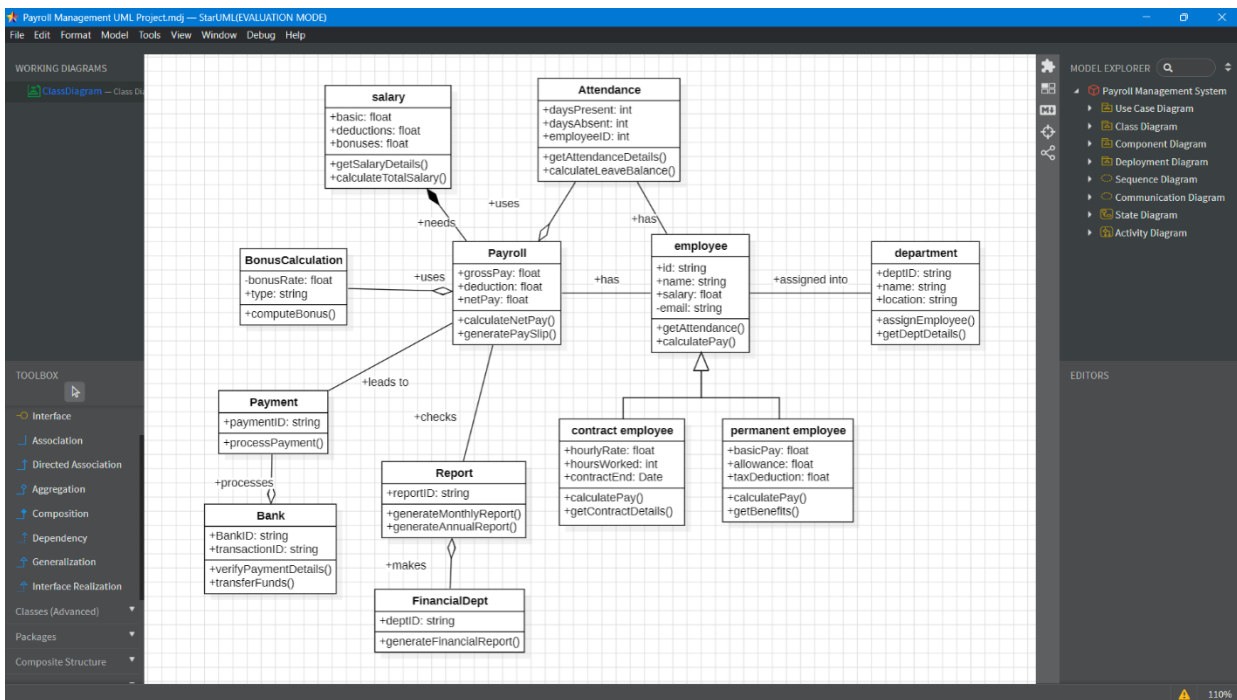 Payroll Management UML Project.mdj — StarUML(EVALUATION MODE)
File Edit Format Model Tools View Window Debug Help
WORKING DIAGRAMS
ClassDiagram — Class Di
salary
+basic: float
+deductions: float
+bonuses: float
+getSalaryDetails()
+calculateTotalSalary()
Attendance
+daysPresent: int
+daysAbsent: int
+employeeID: int
+getAttendanceDetails()
+calculateLeaveBalance()
+needs
+uses
+has
BonusCalculation
-bonusRate: float
+type: string
+computeBonus()
+uses
Payroll
+grossPay: float
+deduction: float
+netPay: float
+calculateNetPay()
+generatePaySlip()
+has
employee
+id: string
+name: string
+salary: float
-email: string
+getAttendance()
+calculatePay()
+assigned into
department
+deptID: string
+name: string
+location: string
+assignEmployee()
+getDeptDetails()
+leads to
Payment
+paymentID: string
+processPayment()
+checks
+processes
Bank
+BankID: string
+transactionID: string
+verifyPaymentDetails()
+transferFunds()
Report
+reportID: string
+generateMonthlyReport()
+generateAnnualReport()
+makes
FinancialDept
+deptID: string
+generateFinancialReport()
contract employee
+hourlyRate: float
+hoursWorked: int
+contractEnd: Date
+calculatePay()
+getContractDetails()
permanent employee
+basicPay: float
+allowance: float
+taxDeduction: float
+calculatePay()
+getBenefits()
TOOLBOX
Interface
Association
Directed Association
Aggregation
Composition
Dependency
Generalization
Interface Realization
Classes (Advanced)
Packages
Composite Structure
MODEL EXPLORER
Payroll Management System
Use Case Diagram
Class Diagram
Component Diagram
Deployment Diagram
Sequence Diagram
Communication Diagram
State Diagram
Activity Diagram
EDITORS
110%